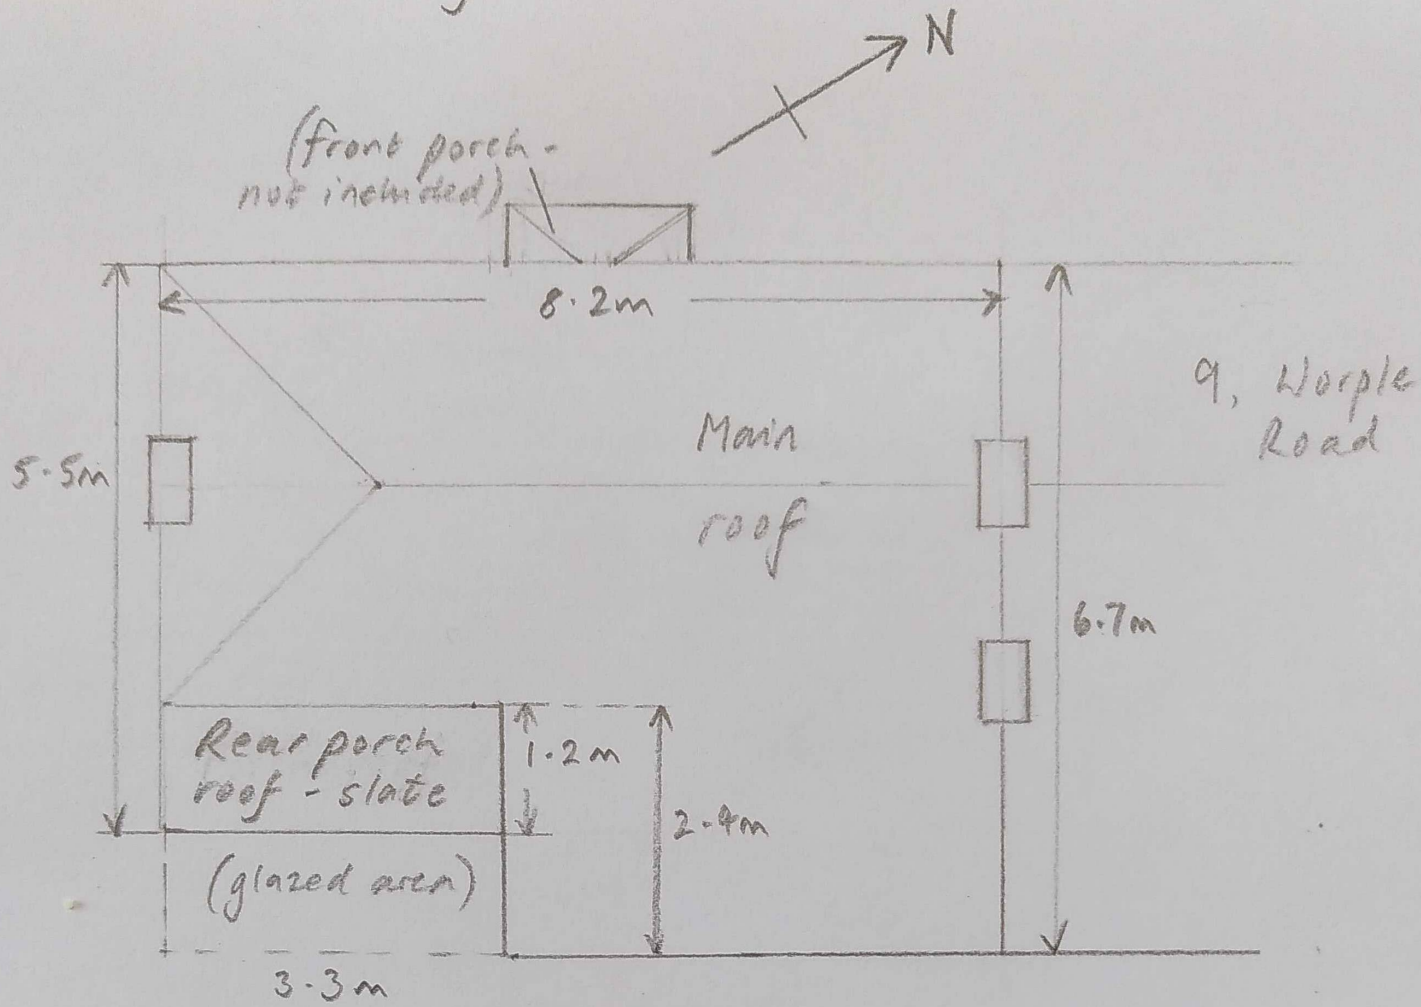 N
(front porch -
not included)
8.2m
9, Worple
Road
Main
roof
5.5m
6.7m
Rear porch
roof - slate
1.2m
2.4m
(glazed area)
3.3m